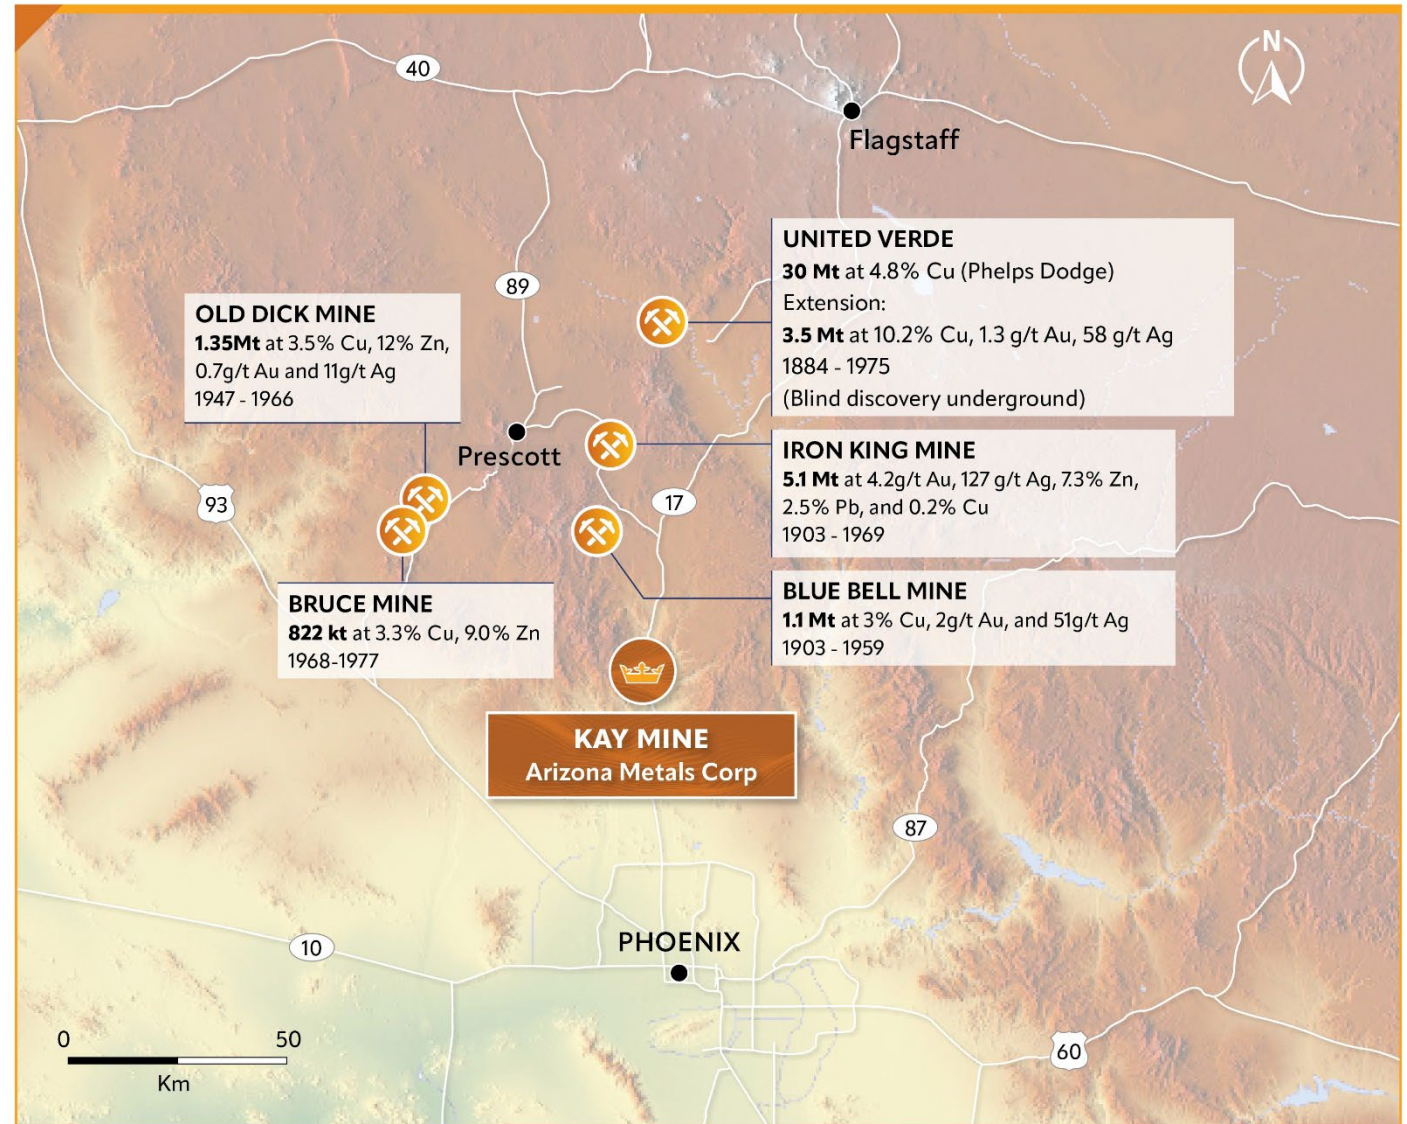 40
N
Flagstaff
UNITED VERDE
30 Mt at 4.8% Cu (Phelps Dodge)
Extension:
3.5 Mt at 10.2% Cu, 1.3 g/t Au, 58 g/t Ag
1884 - 1975
(Blind discovery underground)
89
OLD DICK MINE
1.35Mt at 3.5% Cu, 12% Zn,
0.7g/t Au and 11g/t Ag
1947 - 1966
Prescott
IRON KING MINE
5.1 Mt at 4.2g/t Au, 127 g/t Ag, 7.3% Zn,
2.5% Pb, and 0.2% Cu
1903 - 1969
93
17
BLUE BELL MINE
1.1 Mt at 3% Cu, 2g/t Au, and 51g/t Ag
1903 - 1959
BRUCE MINE
822 kt at 3.3% Cu, 9.0% Zn
1968-1977
KAY MINE
Arizona Metals Corp
87
PHOENIX
10
0 50
Km
60